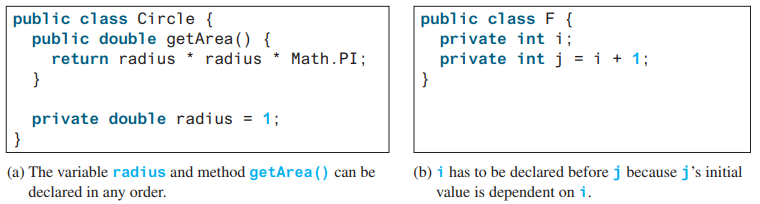 public class Circle {
public double getArea() {
return radius * radius * Math.PI;
}
private double radius = 1;
}
(a) The variable radius and method getArea() can be
declared in any order.
public class F {
private int i;
private int j = i + 1;
}
(b) i has to be declared before j because j’s initial
value is dependent on i.